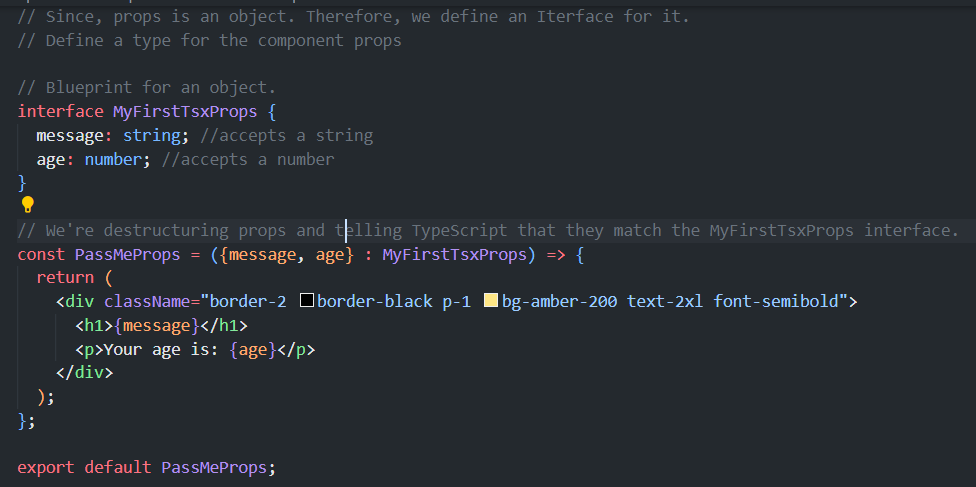 // Since, props is an object. Therefore, we define an Iterface for it.
// Define a type for the component props
// Blueprint for an object.
interface MyFirstTsxProps {
message: string; //accepts a string
age: number; //accepts a number
}
// We're destructuring props and telling TypeScript that they match the MyFirstTsxProps interface.
const PassMeProps = ({message, age} : MyFirstTsxProps) => {
return (
<div className="border-2 border-black p-1 bg-amber-200 text-2xl font-semibold">
<h1>{message}</h1>
<p>Your age is: {age}</p>
</div>
);
};
export default PassMeProps;